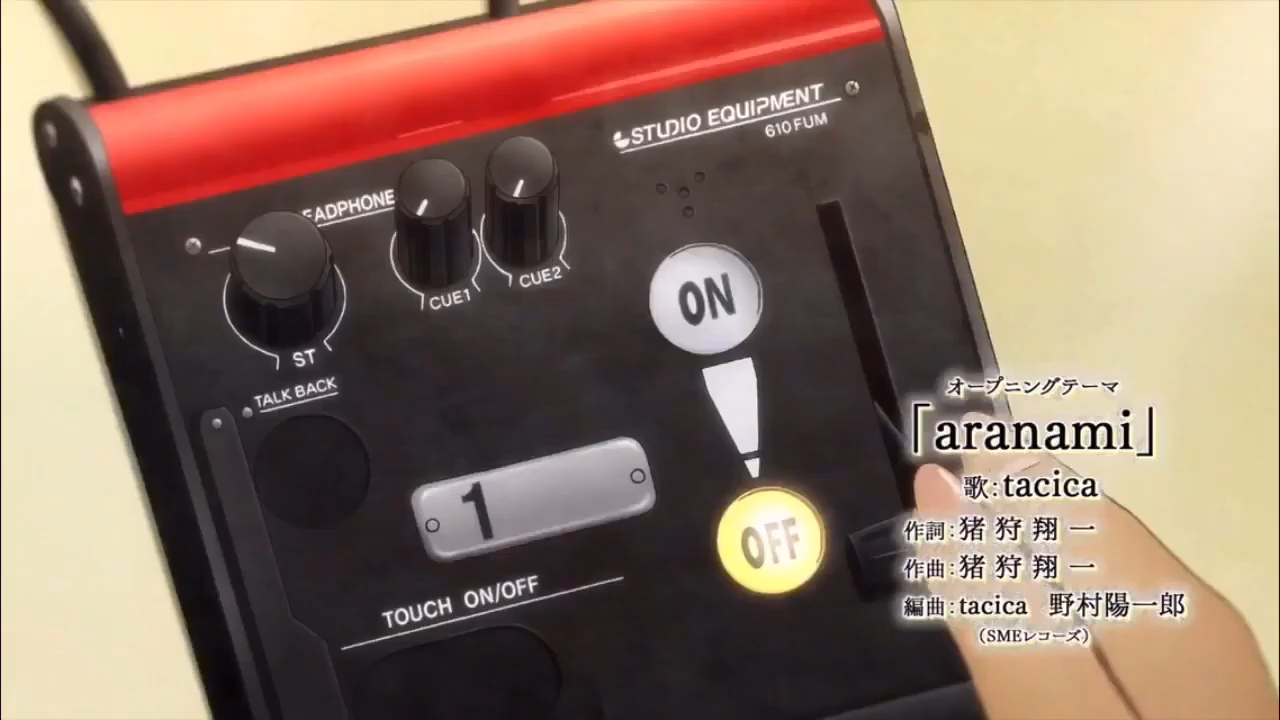 STUDIO EQUIPMENT
610FUM
EADPHONE
CUE1
CUE2
ST
ON
TALK BACK
1
OFF
TOUCH ON/OFF
オープニングテーマ
「aranami」
歌:tacica
作詞:猪狩翔一
作曲:猪狩翔一
編曲:tacica 野村陽一郎
(SMEレコーズ)